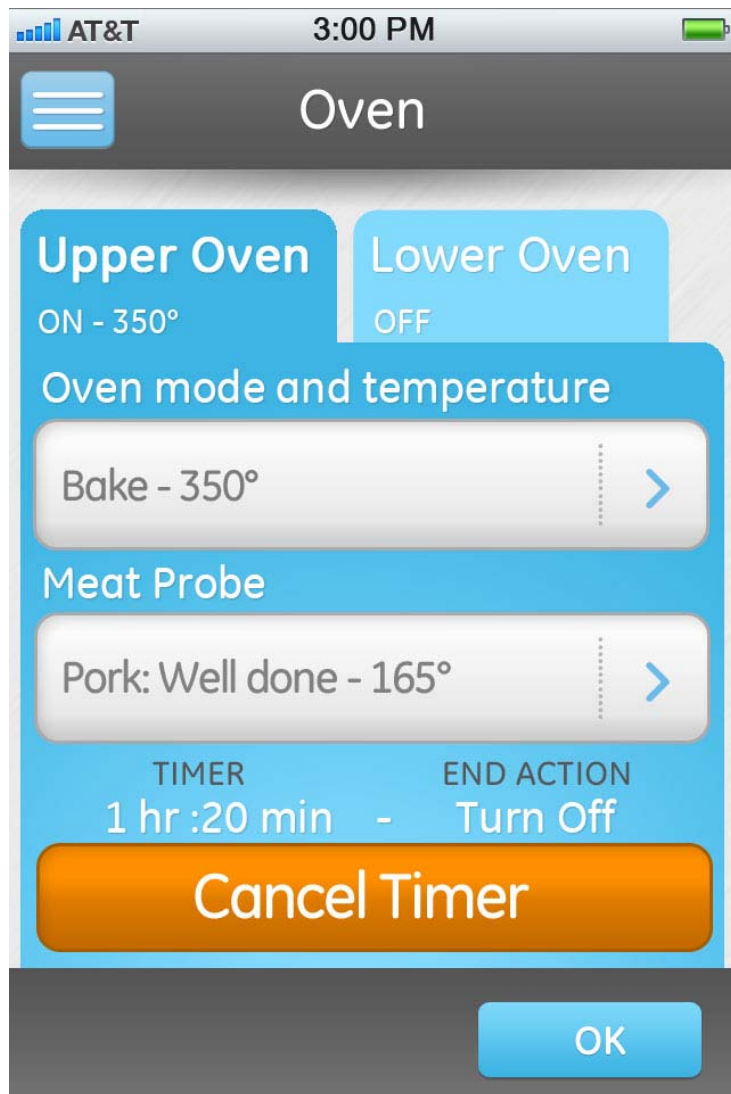 AT&T 3:00 PM
Oven
Upper Oven Lower Oven
ON - 350° OFF
Oven mode and temperature
Bake - 350°
Meat Probe
Pork: Well done - 165°
TIMER END ACTION
1 hr :20 min - Turn Off
Cancel Timer
OK